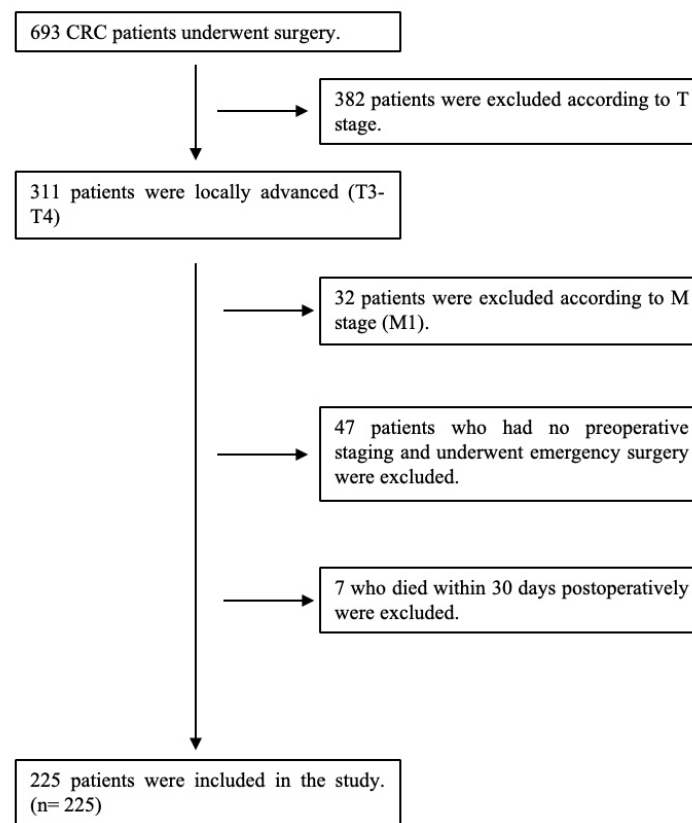 693 CRC patients underwent surgery.
382 patients were excluded according to T
stage.
311 patients were locally advanced (T3-
T4)
32 patients were excluded according to M
stage (M1).
47 patients who had no preoperative
staging and underwent emergency surgery
were excluded.
7 who died within 30 days postoperatively
were excluded.
225 patients were included in the study.
(n= 225)